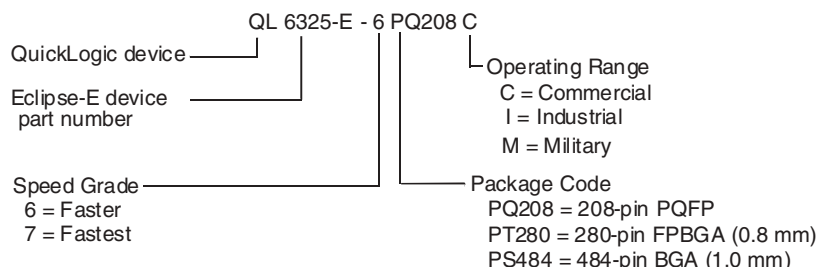 QL 6325-E - 6 PQ208 C
QuickLogic device
Eclipse-E device
part number
Speed Grade
6 = Faster
7 = Fastest
Operating Range
C = Commercial
I = Industrial
M = Military
Package Code
PQ208 = 208-pin PQFP
PT280 = 280-pin FPBGA (0.8 mm)
PS484 = 484-pin BGA (1.0 mm)